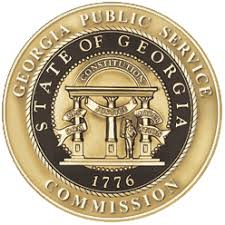 GEORGIA PUBLIC SERVICE
COMMISSION
STATE OF GEORGIA
CONSTITUTION
1776